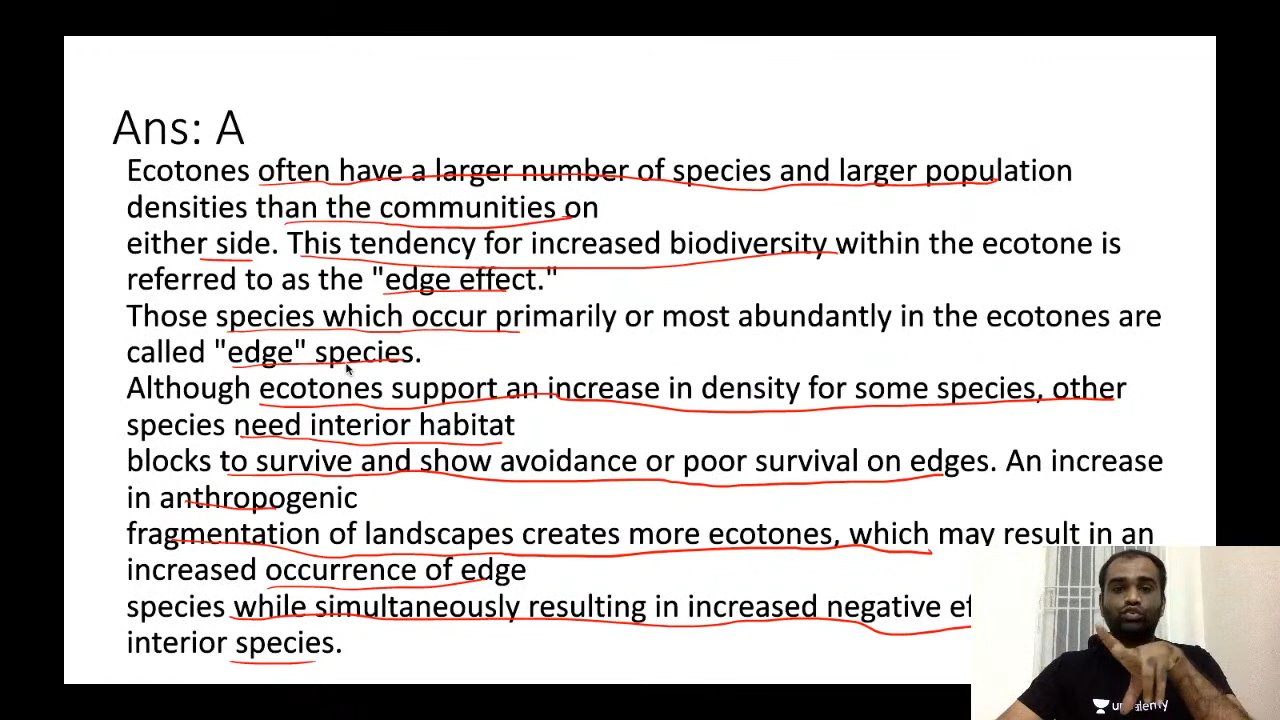 Ans: A
Ecotones often have a larger number of species and larger population
densities than the communities on
either side. This tendency for increased biodiversity within the ecotone is
referred to as the "edge effect."
Those species which occur primarily or most abundantly in the ecotones are
called "edge" species.
Although ecotones support an increase in density for some species, other
species need interior habitat
blocks to survive and show avoidance or poor survival on edges. An increase
in anthropogenic
fragmentation of landscapes creates more ecotones, which may result in an
increased occurrence of edge
species while simultaneously resulting in increased negative
interior species.